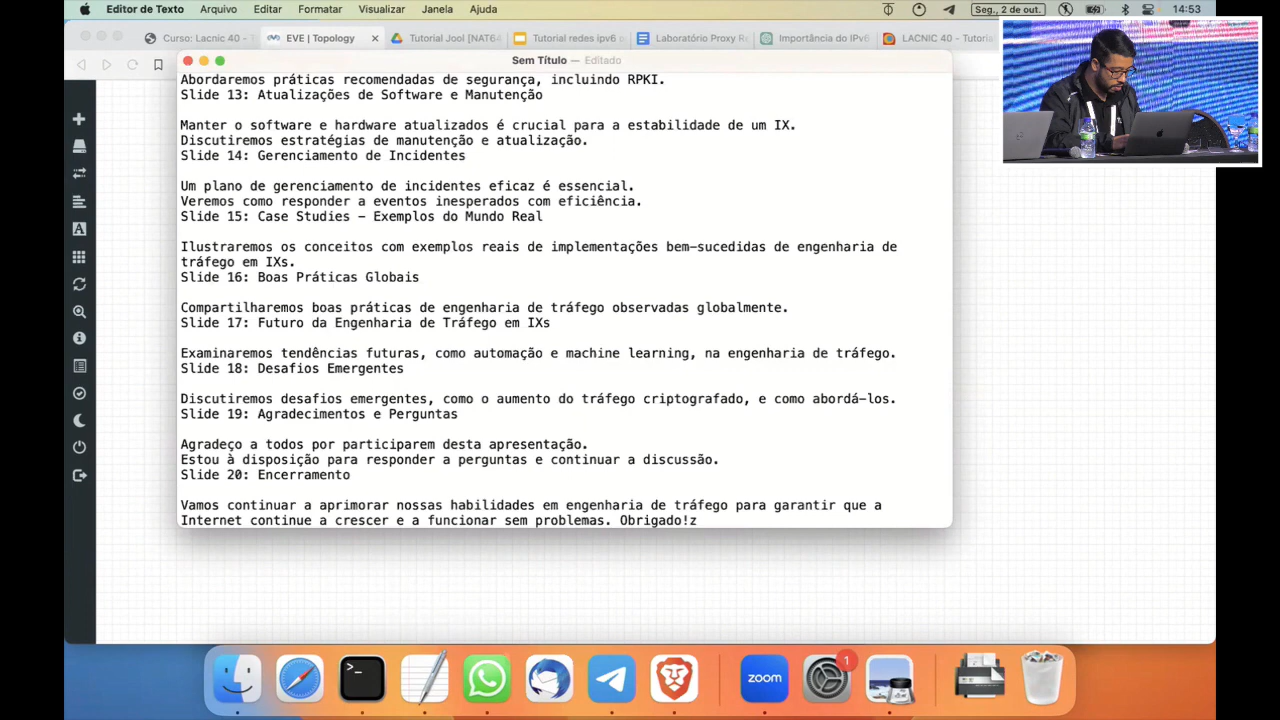 Editor de Texto Arquivo Editar Formatar Visualizar Janela Ajuda Seg., 2 de out. 14:53
Curso: Lacnic 40 - EVE | Topo al redes ipv6 Laboratório Pr ncia do IPv LACNIC 40 - Tutoria
Sem Título — Editado
Abordaremos práticas recomendadas de segurança, incluindo RPKI.
Slide 13: Atualizações de Software e Manutenção
Manter o software e hardware atualizados é crucial para a estabilidade de um IX.
Discutiremos estratégias de manutenção e atualização.
Slide 14: Gerenciamento de Incidentes
Um plano de gerenciamento de incidentes eficaz é essencial.
Veremos como responder a eventos inesperados com eficiência.
Slide 15: Case Studies - Exemplos do Mundo Real
Ilustraremos os conceitos com exemplos reais de implementações bem-sucedidas de engenharia de
tráfego em IXs.
Slide 16: Boas Práticas Globais
Compartilharemos boas práticas de engenharia de tráfego observadas globalmente.
Slide 17: Futuro da Engenharia de Tráfego em IXs
Examinaremos tendências futuras, como automação e machine learning, na engenharia de tráfego.
Slide 18: Desafios Emergentes
Discutiremos desafios emergentes, como o aumento do tráfego criptografado, e como abordá-los.
Slide 19: Agradecimentos e Perguntas
Agradeço a todos por participarem desta apresentação.
Estou à disposição para responder a perguntas e continuar a discussão.
Slide 20: Encerramento
Vamos continuar a aprimorar nossas habilidades em engenharia de tráfego para garantir que a
Internet continue a crescer e a funcionar sem problemas. Obrigado!z
zoom
1